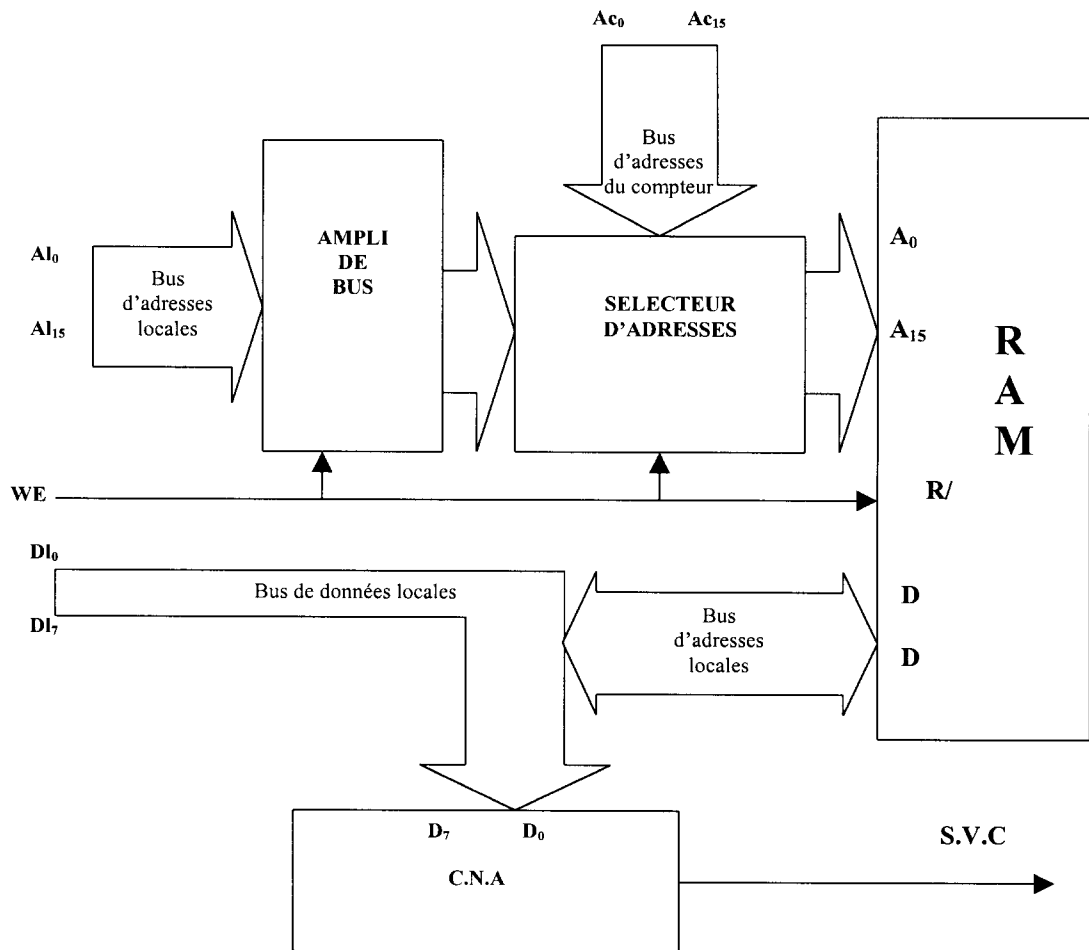 Ac₀ Ac₁₅
Bus
d'adresses
du compteur
Al₀
Al₁₅
Bus
d'adresses
locales
AMPLI
DE
BUS
SELECTEUR
D'ADRESSES
A₀
A₁₅
R
A
M
WE
R/
Dl₀
Dl₇
Bus de données locales
Bus
d'adresses
locales
D
D
D₇ D₀
C.N.A
S.V.C